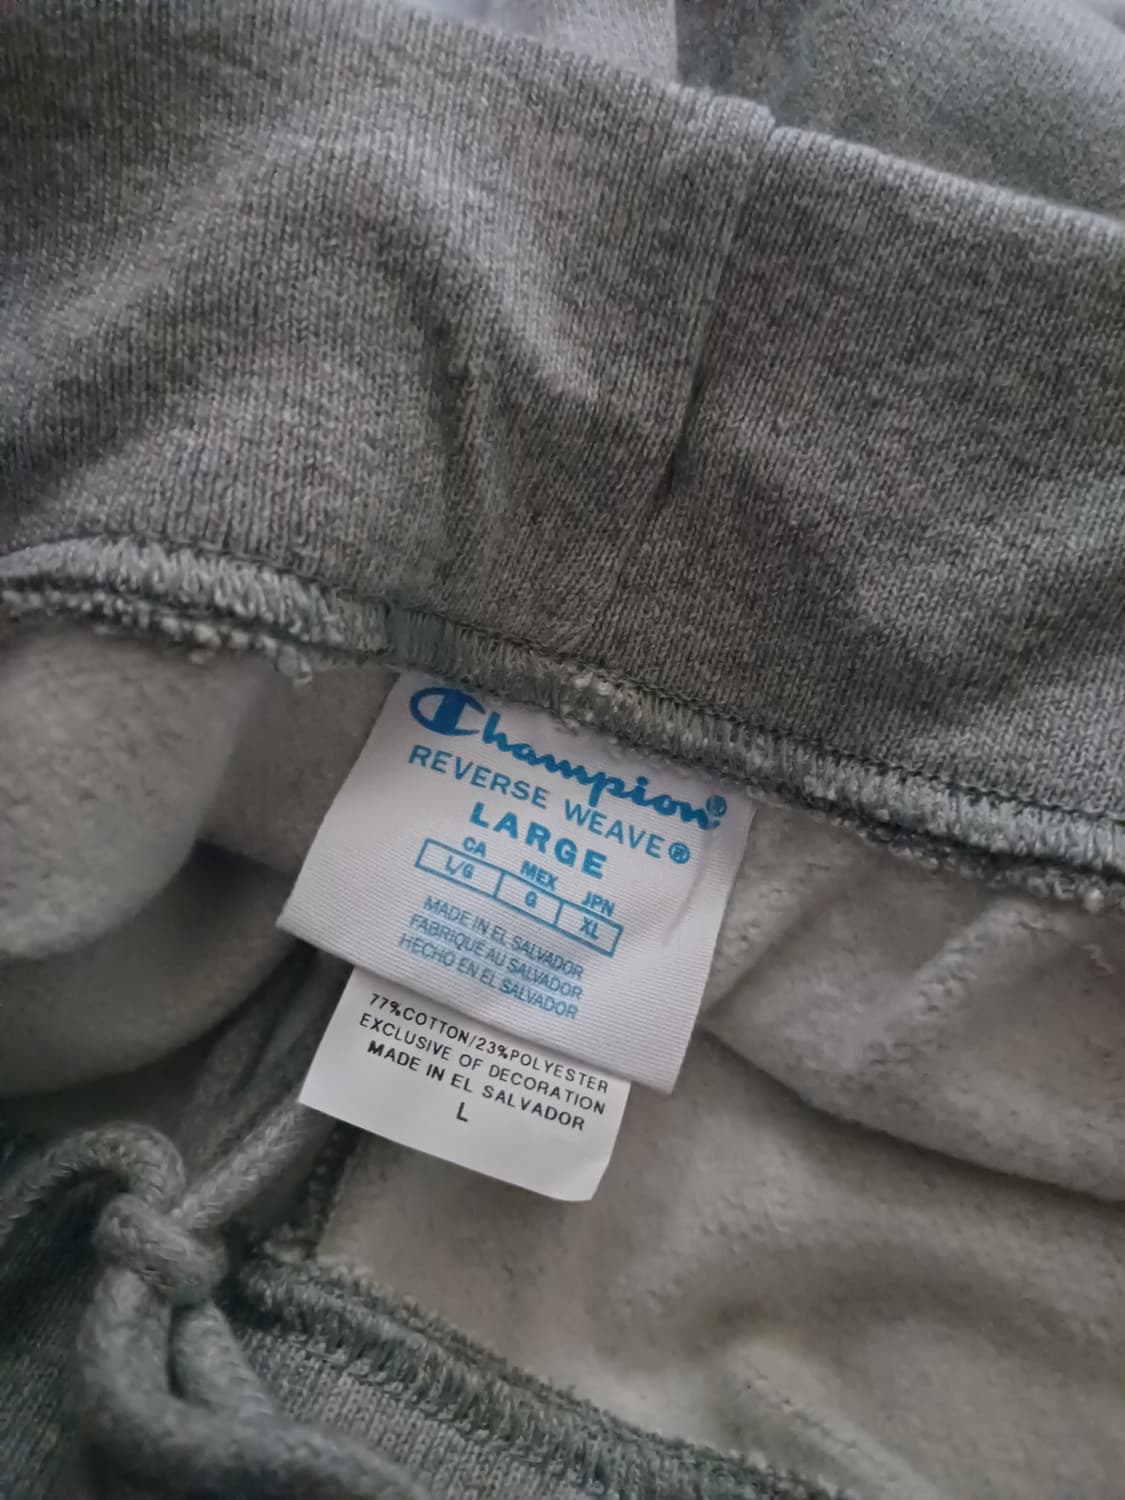 Champion®
REVERSE WEAVE®
LARGE
CA MEX JPN
L/G G XL
MADE IN EL SALVADOR
FABRIQUÉ AU SALVADOR
HECHO EN EL SALVADOR
77%COTTON/23%POLYESTER
EXCLUSIVE OF DECORATION
MADE IN EL SALVADOR
L